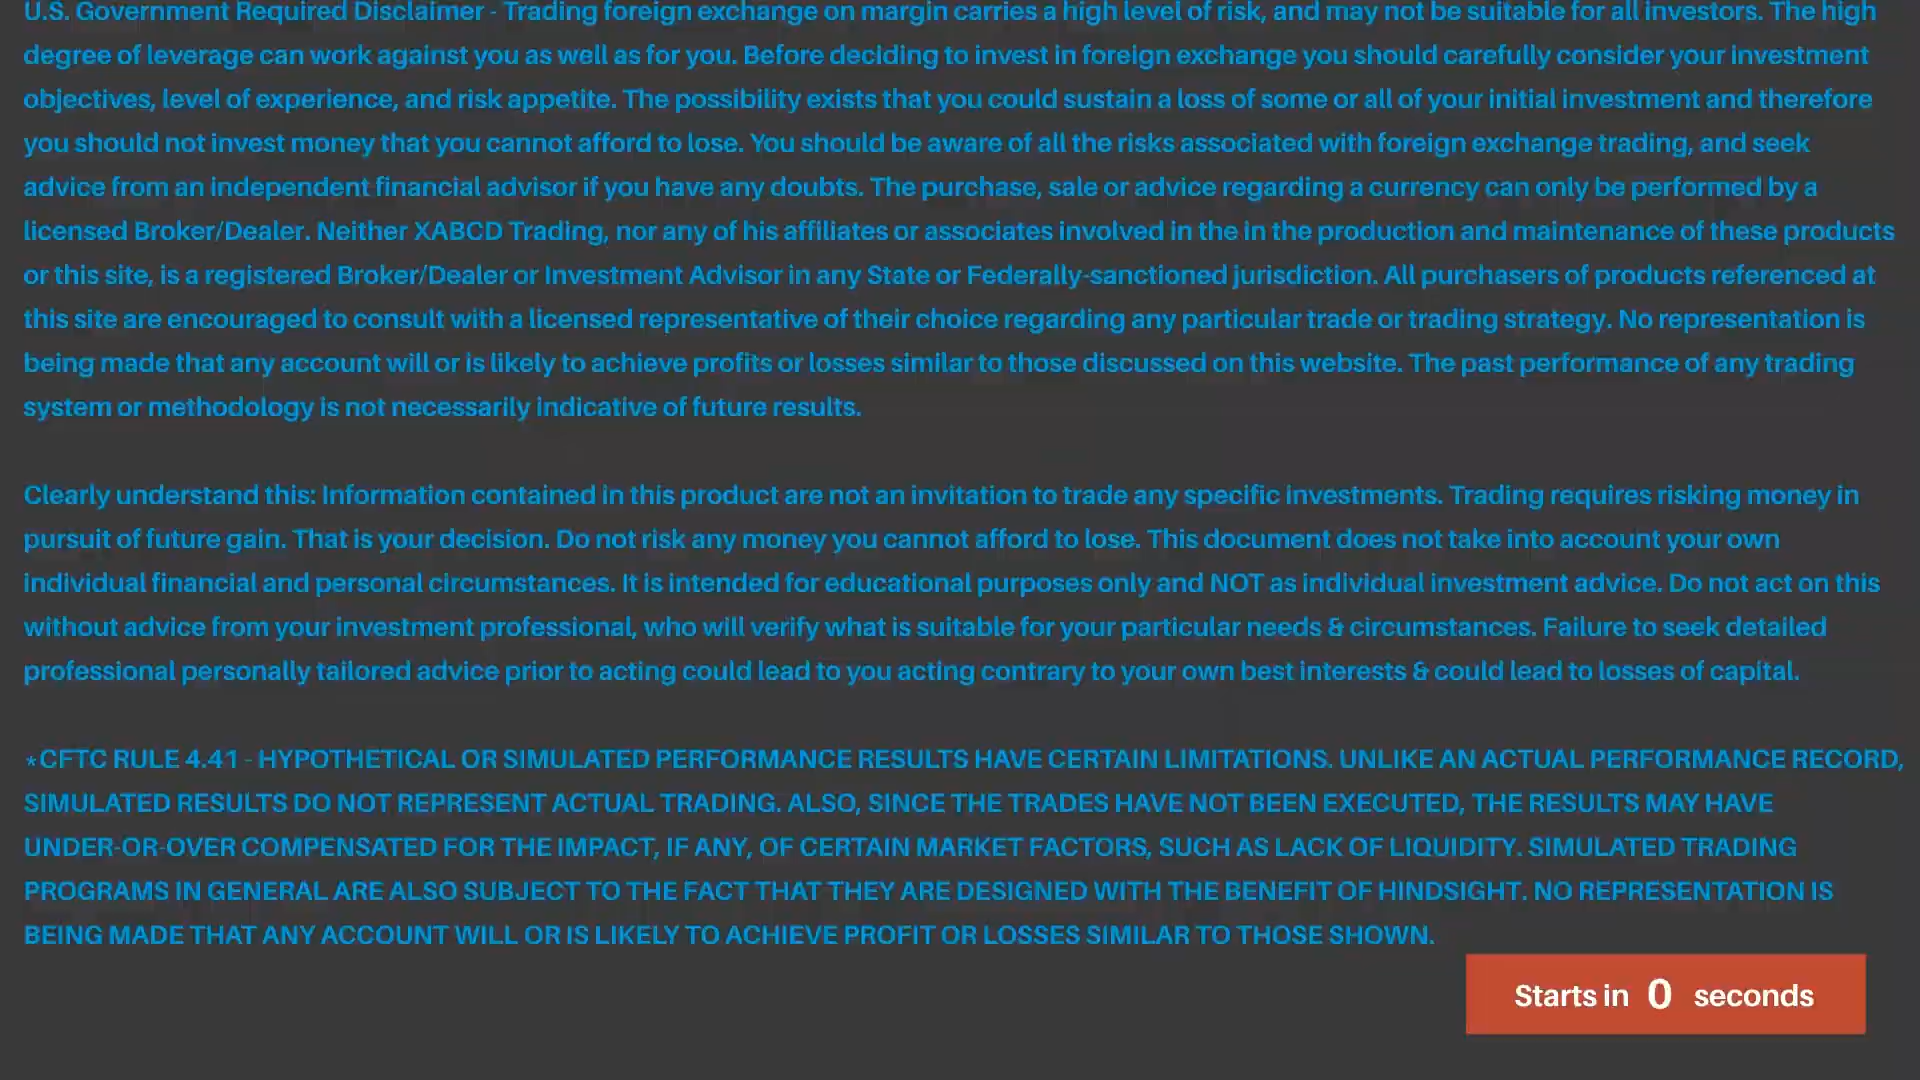 U.S. Government Required Disclaimer - Trading foreign exchange on margin carries a high level of risk, and may not be suitable for all investors. The high
degree of leverage can work against you as well as for you. Before deciding to invest in foreign exchange you should carefully consider your investment
objectives, level of experience, and risk appetite. The possibility exists that you could sustain a loss of some or all of your initial investment and therefore
you should not invest money that you cannot afford to lose. You should be aware of all the risks associated with foreign exchange trading, and seek
advice from an independent financial advisor if you have any doubts. The purchase, sale or advice regarding a currency can only be performed by a
licensed Broker/Dealer. Neither XABCD Trading, nor any of his affiliates or associates involved in the in the production and maintenance of these products
or this site, is a registered Broker/Dealer or Investment Advisor in any State or Federally-sanctioned jurisdiction. All purchasers of products referenced at
this site are encouraged to consult with a licensed representative of their choice regarding any particular trade or trading strategy. No representation is
being made that any account will or is likely to achieve profits or losses similar to those discussed on this website. The past performance of any trading
system or methodology is not necessarily indicative of future results.
Clearly understand this: Information contained in this product are not an invitation to trade any specific investments. Trading requires risking money in
pursuit of future gain. That is your decision. Do not risk any money you cannot afford to lose. This document does not take into account your own
individual financial and personal circumstances. It is intended for educational purposes only and NOT as individual investment advice. Do not act on this
without advice from your investment professional, who will verify what is suitable for your particular needs & circumstances. Failure to seek detailed
professional personally tailored advice prior to acting could lead to you acting contrary to your own best interests & could lead to losses of capital.
*CFTC RULE 4.41 - HYPOTHETICAL OR SIMULATED PERFORMANCE RESULTS HAVE CERTAIN LIMITATIONS. UNLIKE AN ACTUAL PERFORMANCE RECORD,
SIMULATED RESULTS DO NOT REPRESENT ACTUAL TRADING. ALSO, SINCE THE TRADES HAVE NOT BEEN EXECUTED, THE RESULTS MAY HAVE
UNDER-OR-OVER COMPENSATED FOR THE IMPACT, IF ANY, OF CERTAIN MARKET FACTORS, SUCH AS LACK OF LIQUIDITY. SIMULATED TRADING
PROGRAMS IN GENERAL ARE ALSO SUBJECT TO THE FACT THAT THEY ARE DESIGNED WITH THE BENEFIT OF HINDSIGHT. NO REPRESENTATION IS
BEING MADE THAT ANY ACCOUNT WILL OR IS LIKELY TO ACHIEVE PROFIT OR LOSSES SIMILAR TO THOSE SHOWN.
Starts in 0 seconds